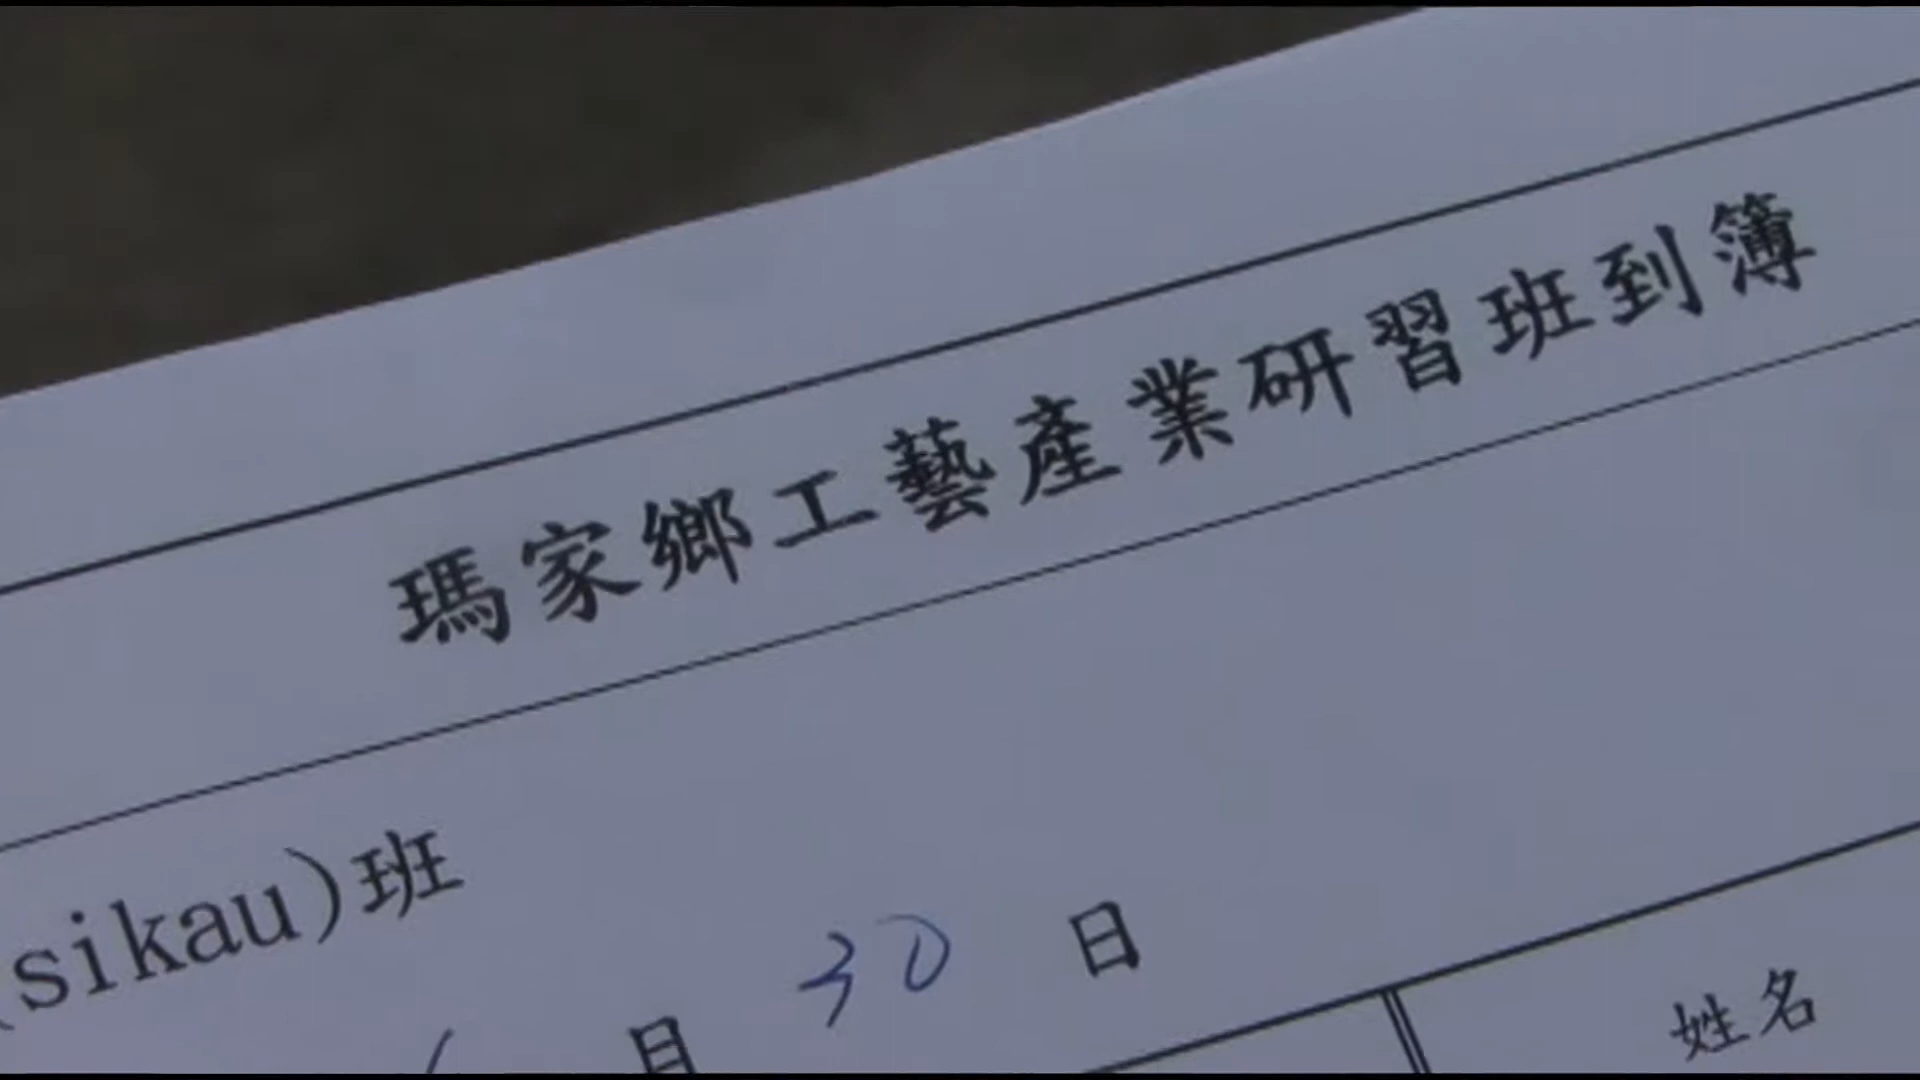 瑪家鄉工藝產業研習班到簿
(sikau)班
月 30 日
姓名